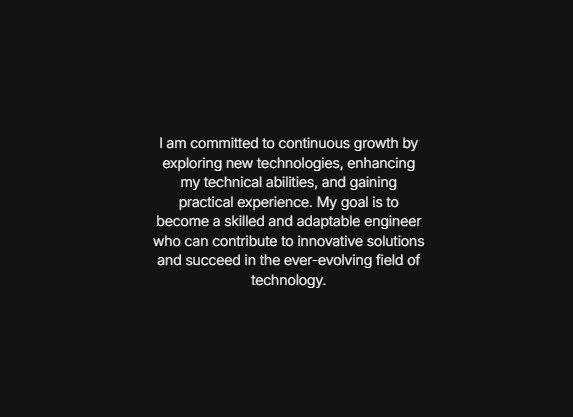 I am committed to continuous growth by
exploring new technologies, enhancing
my technical abilities, and gaining
practical experience. My goal is to
become a skilled and adaptable engineer
who can contribute to innovative solutions
and succeed in the ever-evolving field of
technology.